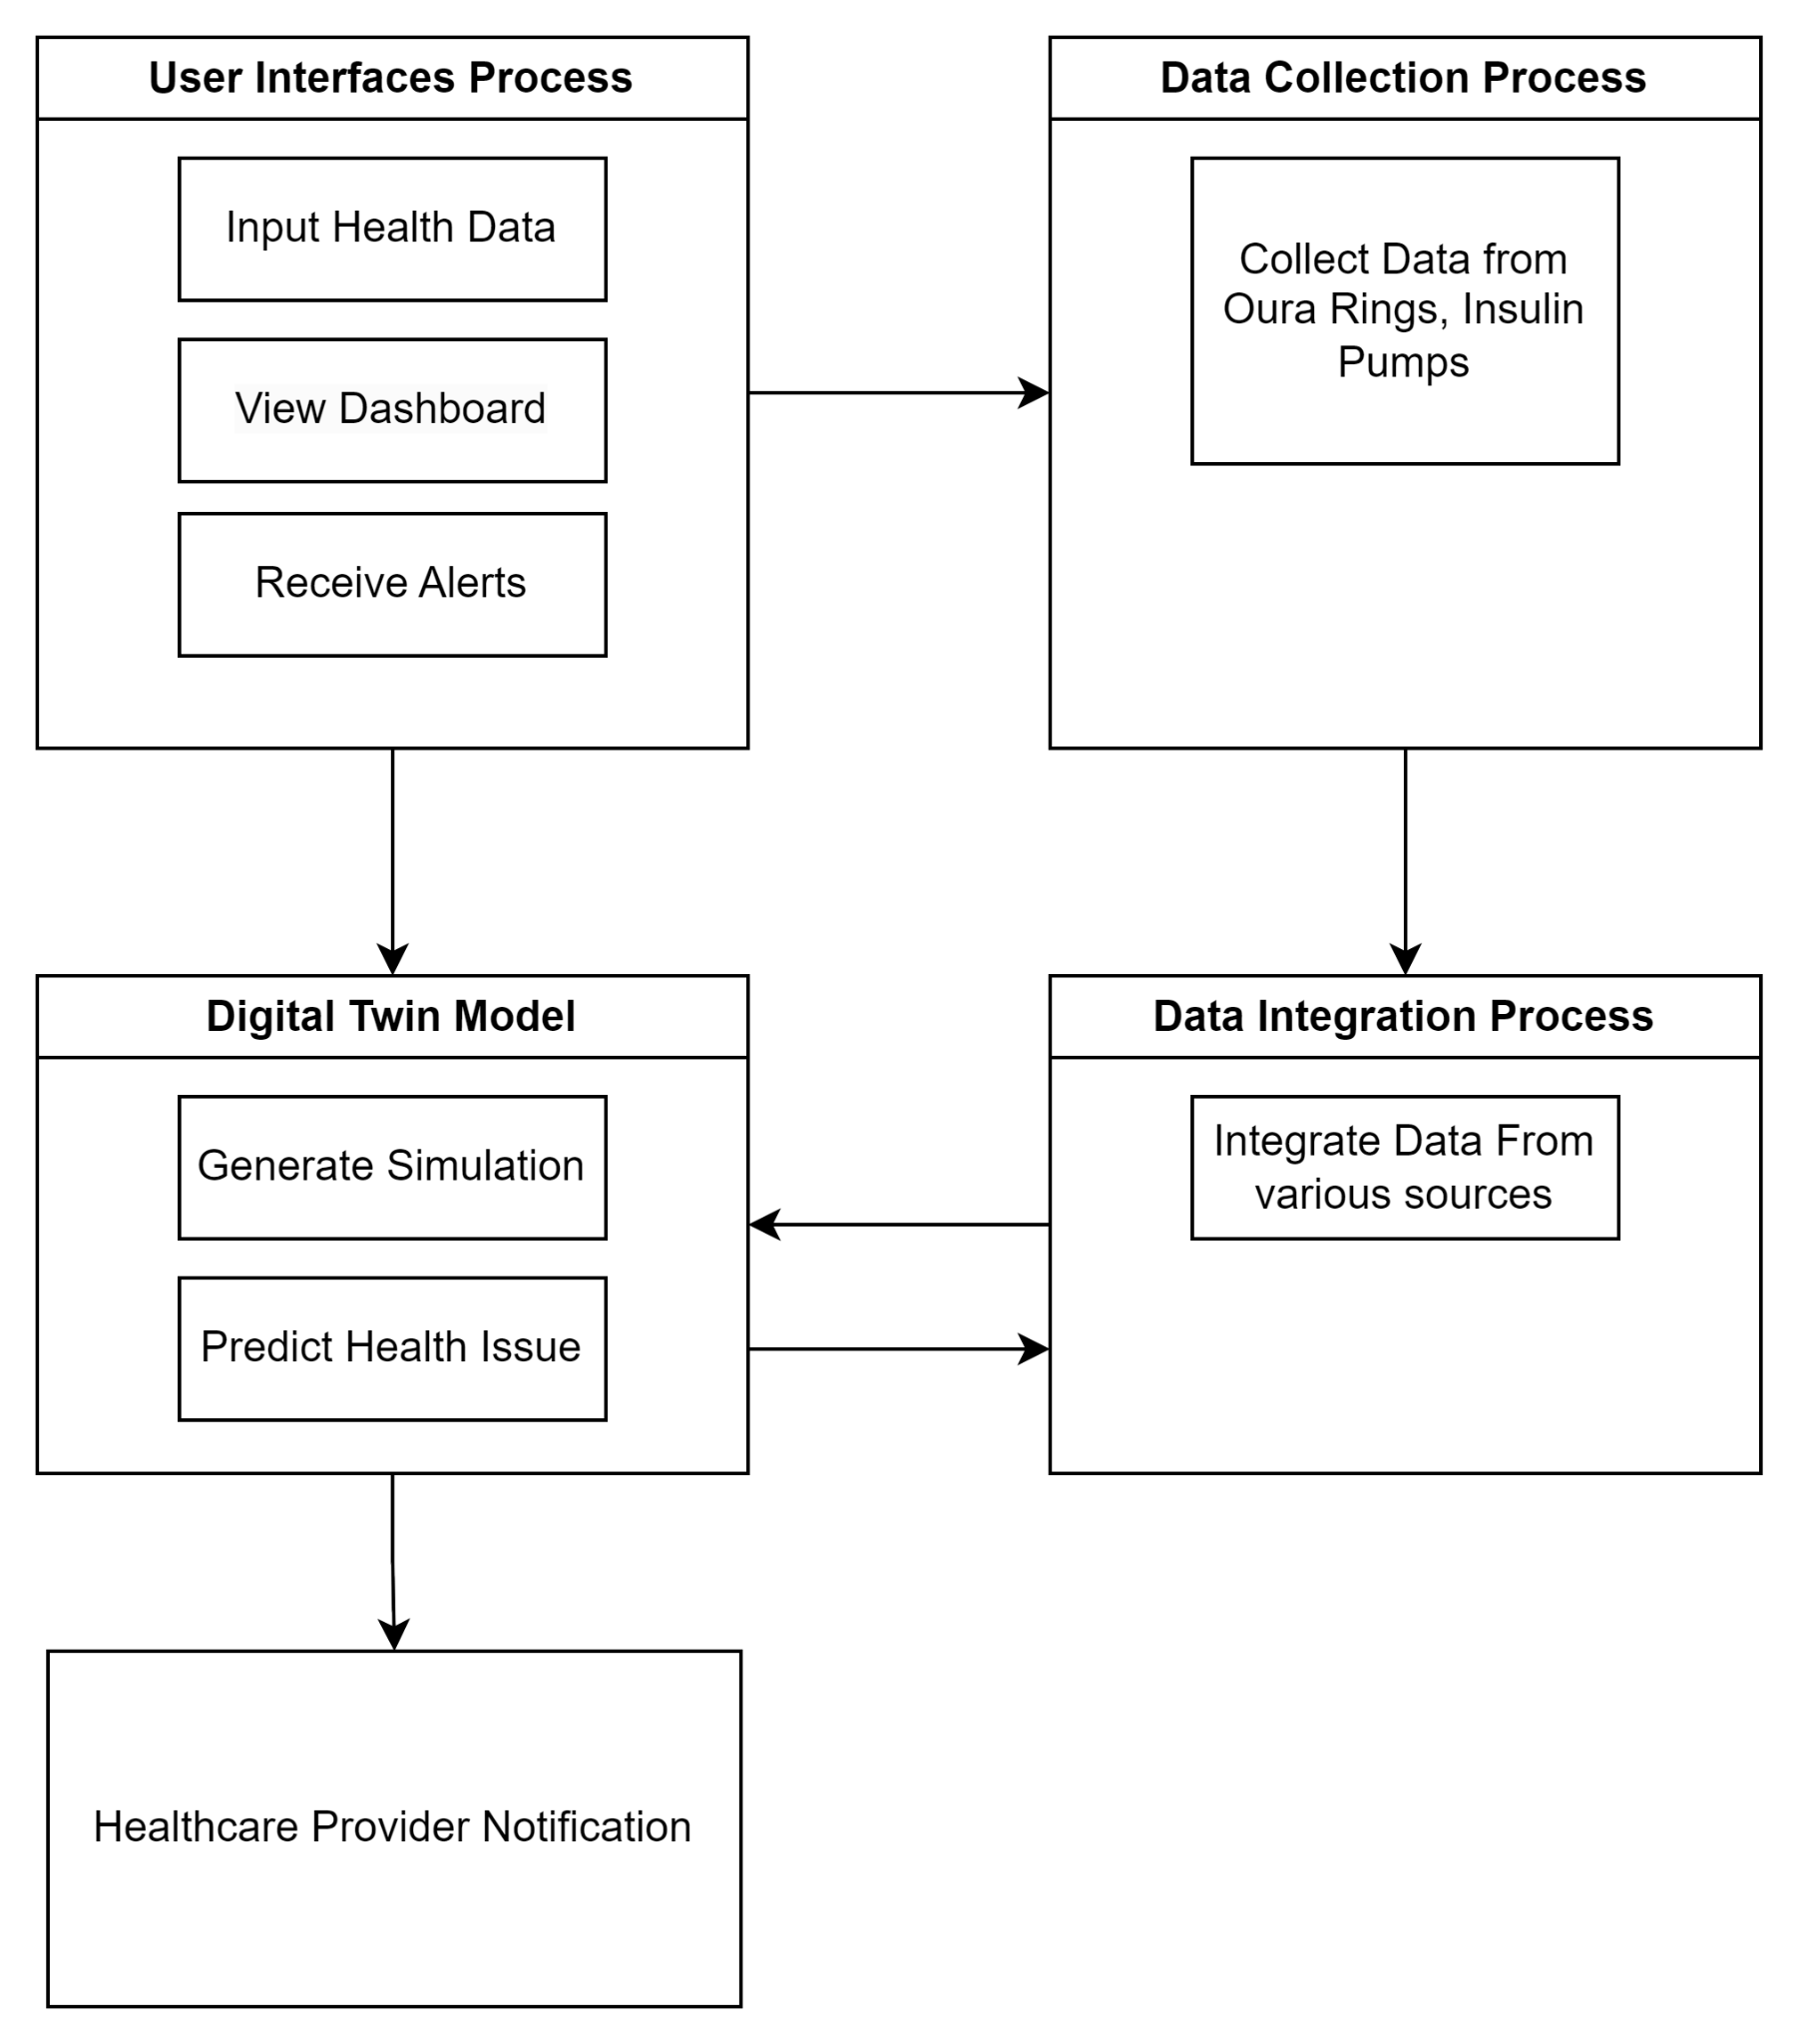 User Interfaces Process
Input Health Data
View Dashboard
Receive Alerts
Data Collection Process
Collect Data from
Oura Rings, Insulin
Pumps
Digital Twin Model
Generate Simulation
Predict Health Issue
Data Integration Process
Integrate Data From
various sources
Healthcare Provider Notification